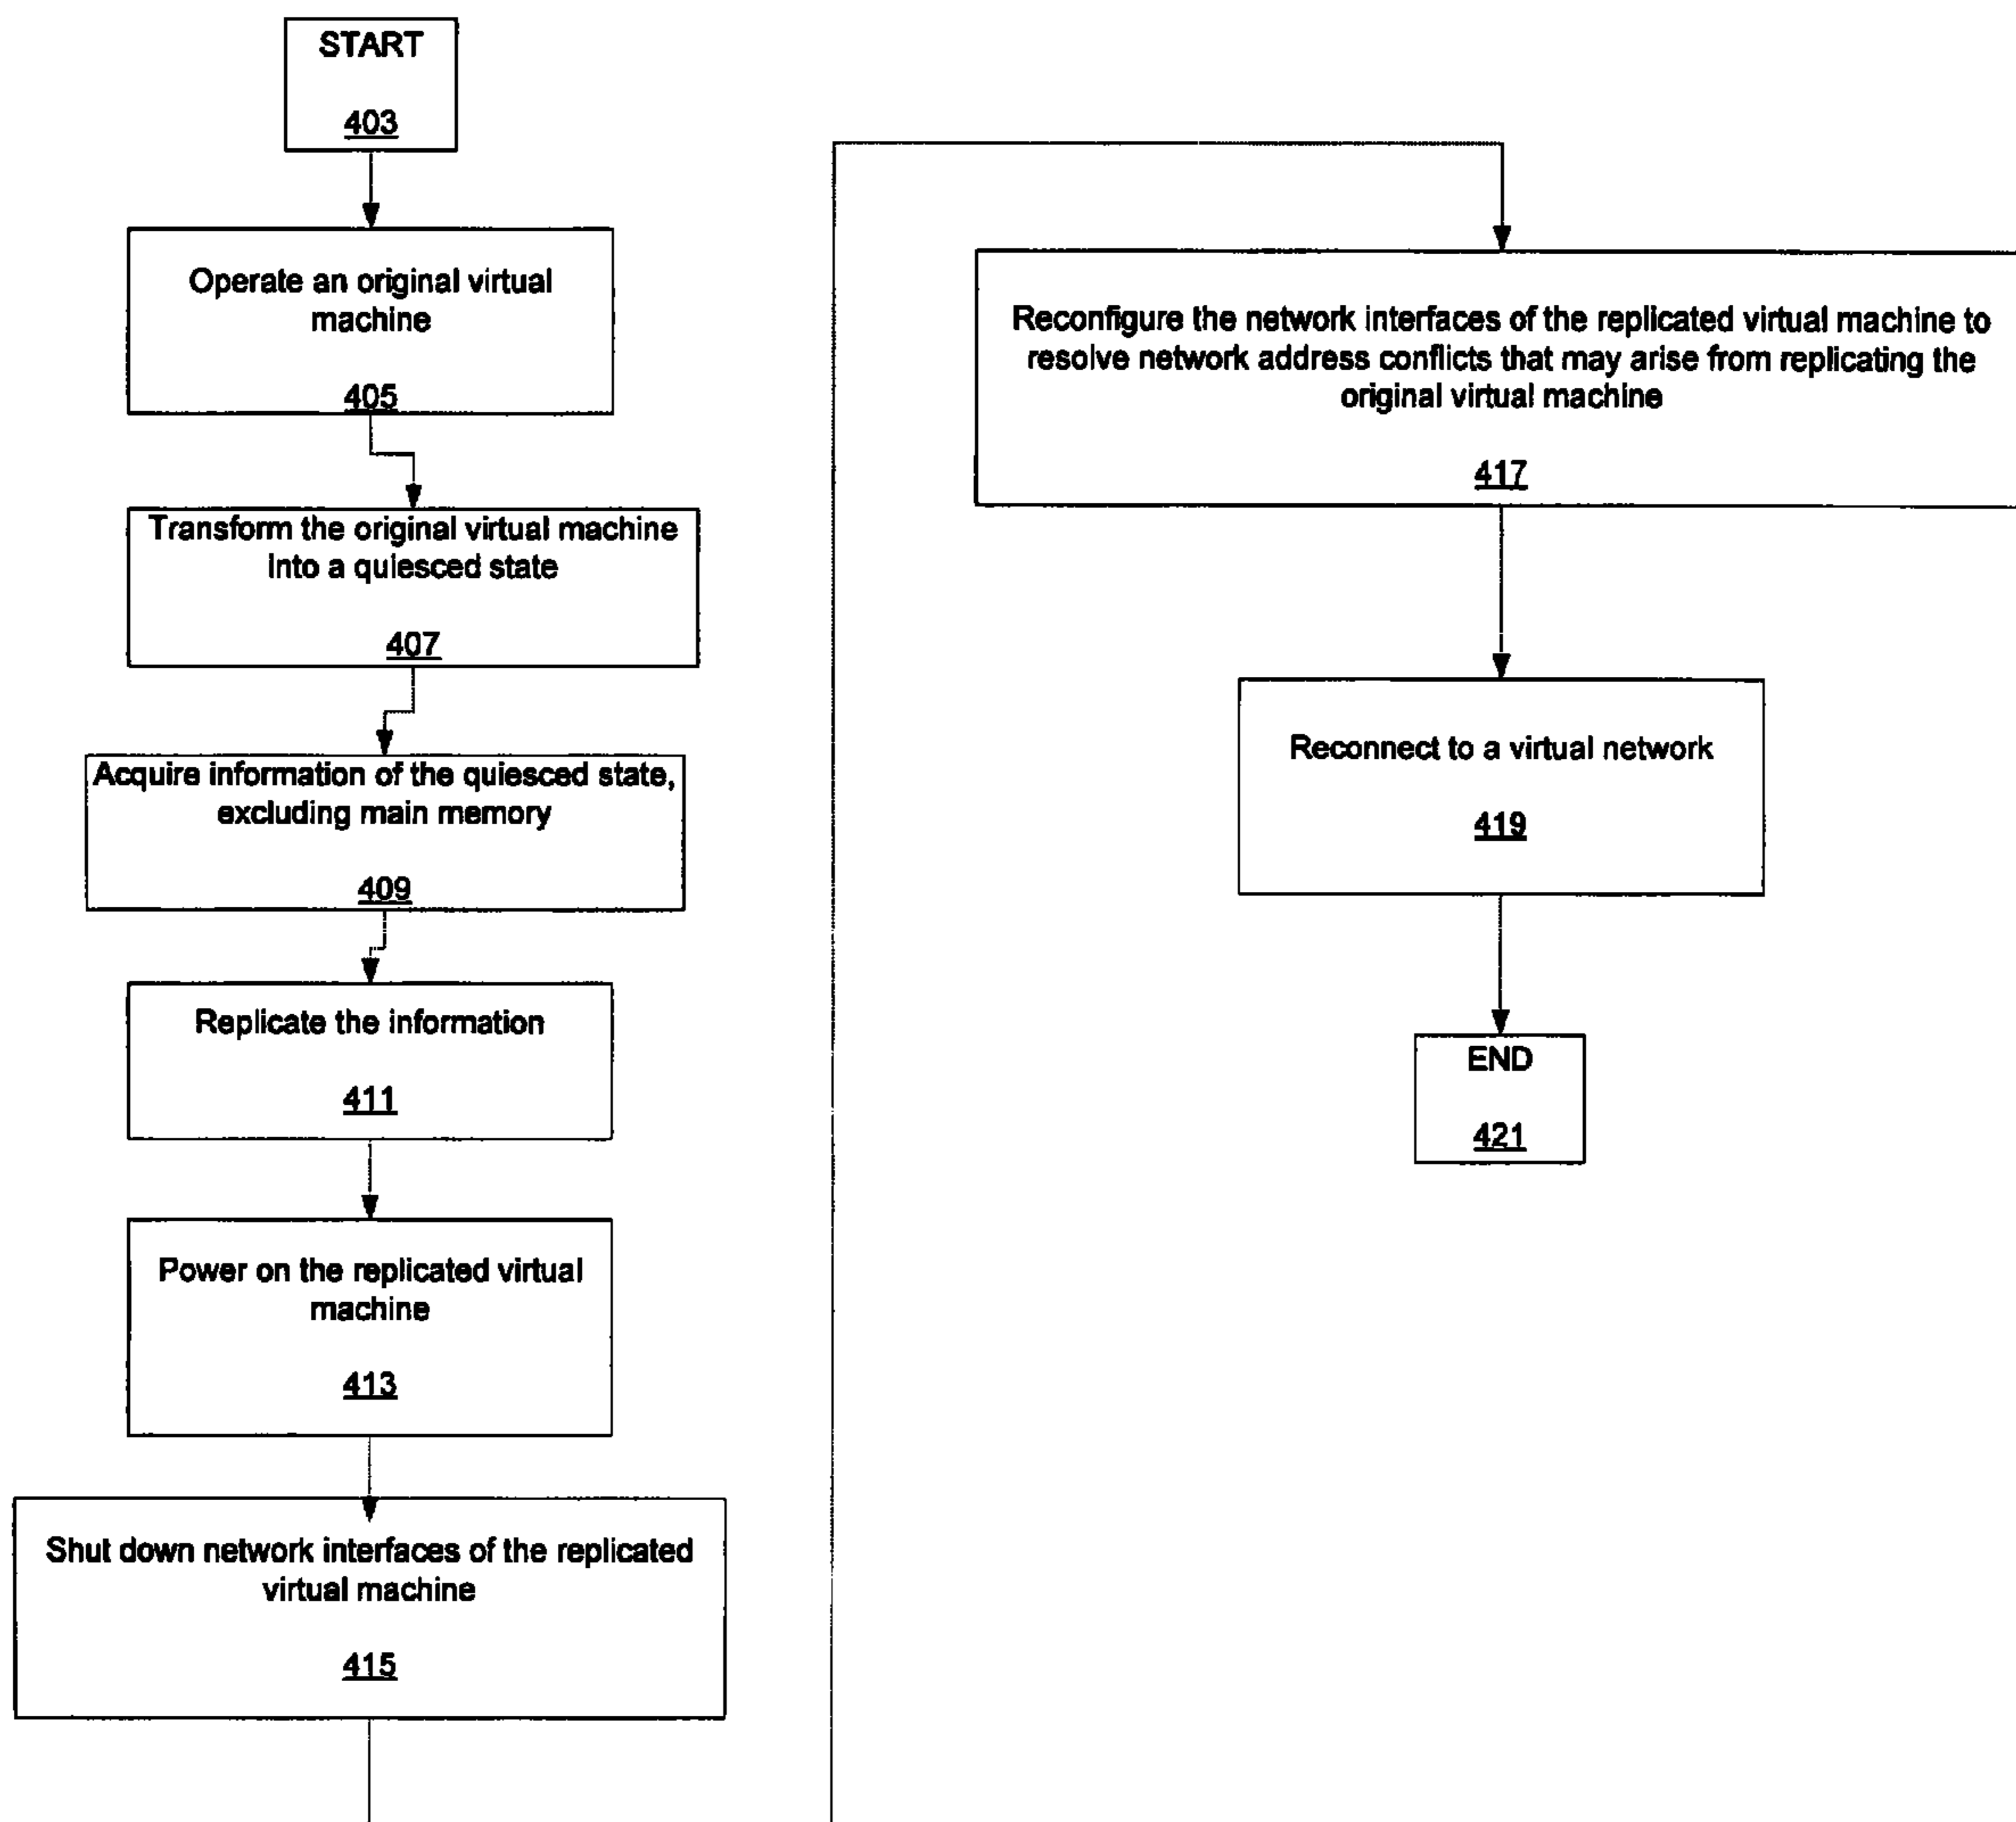 START
403
Operate an original virtual
machine
405
Transform the original virtual machine
into a quiesced state
407
Acquire information of the quiesced state,
excluding main memory
409
Replicate the information
411
Power on the replicated virtual
machine
413
Shut down network interfaces of the replicated
virtual machine
415
Reconfigure the network interfaces of the replicated virtual machine to
resolve network address conflicts that may arise from replicating the
original virtual machine
417
Reconnect to a virtual network
419
END
421